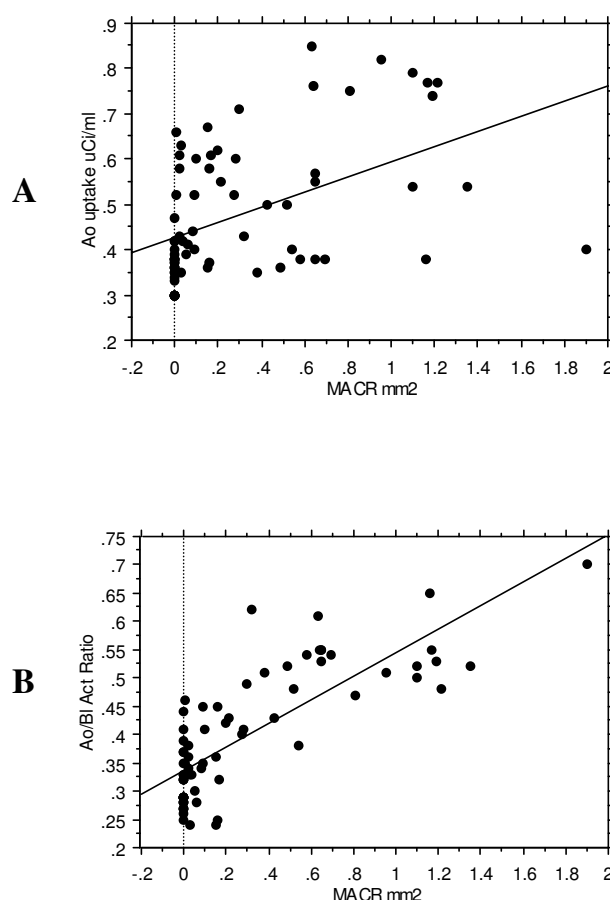 A
Ao uptake uCi/ml
.9
.8
.7
.6
.5
.4
.3
.2
-.2 0 .2 .4 .6 .8 1 1.2 1.4 1.6 1.8 2
MACR mm2
B
Ao/Bl Act Ratio
.75
.7
.65
.6
.55
.5
.45
.4
.35
.3
.25
.2
-.2 0 .2 .4 .6 .8 1 1.2 1.4 1.6 1.8 2
MACR mm2